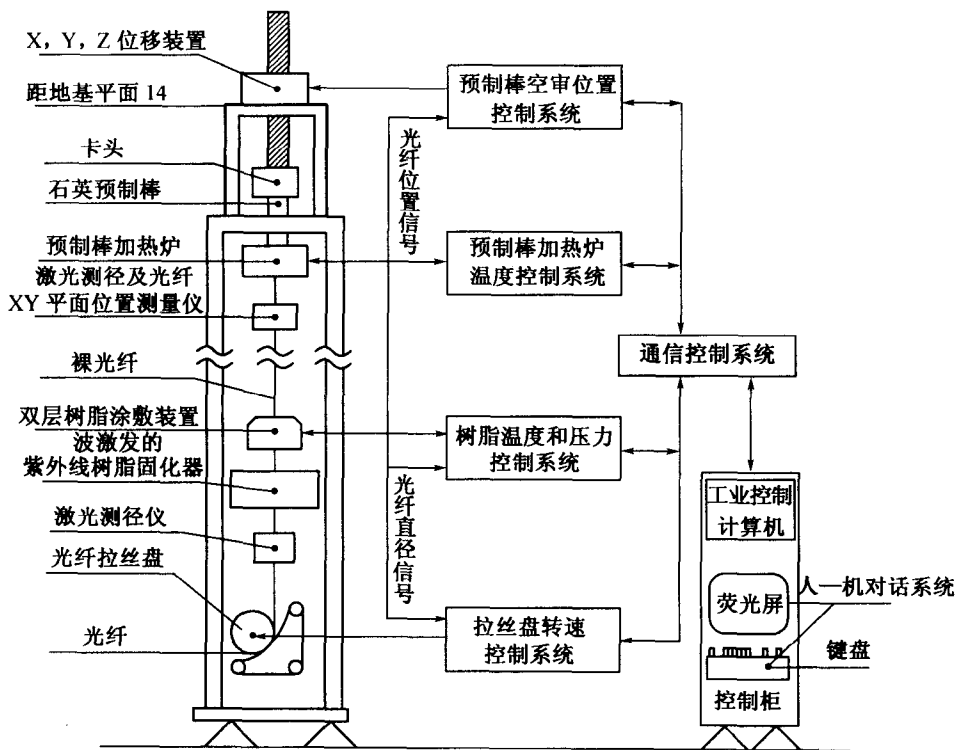 X，Y，Z 位移装置
距地基平面 14
卡头
石英预制棒
预制棒加热炉
激光测径及光纤
XY 平面位置测量仪
裸光纤
双层树脂涂敷装置
波激发的
紫外线树脂固化器
激光测径仪
光纤拉丝盘
光纤
光纤位置信号
光纤直径信号
预制棒空审位置
控制系统
预制棒加热炉
温度控制系统
树脂温度和压力
控制系统
拉丝盘转速
控制系统
通信控制系统
工业控制
计算机
荧光屏
人—机对话系统
键盘
控制柜